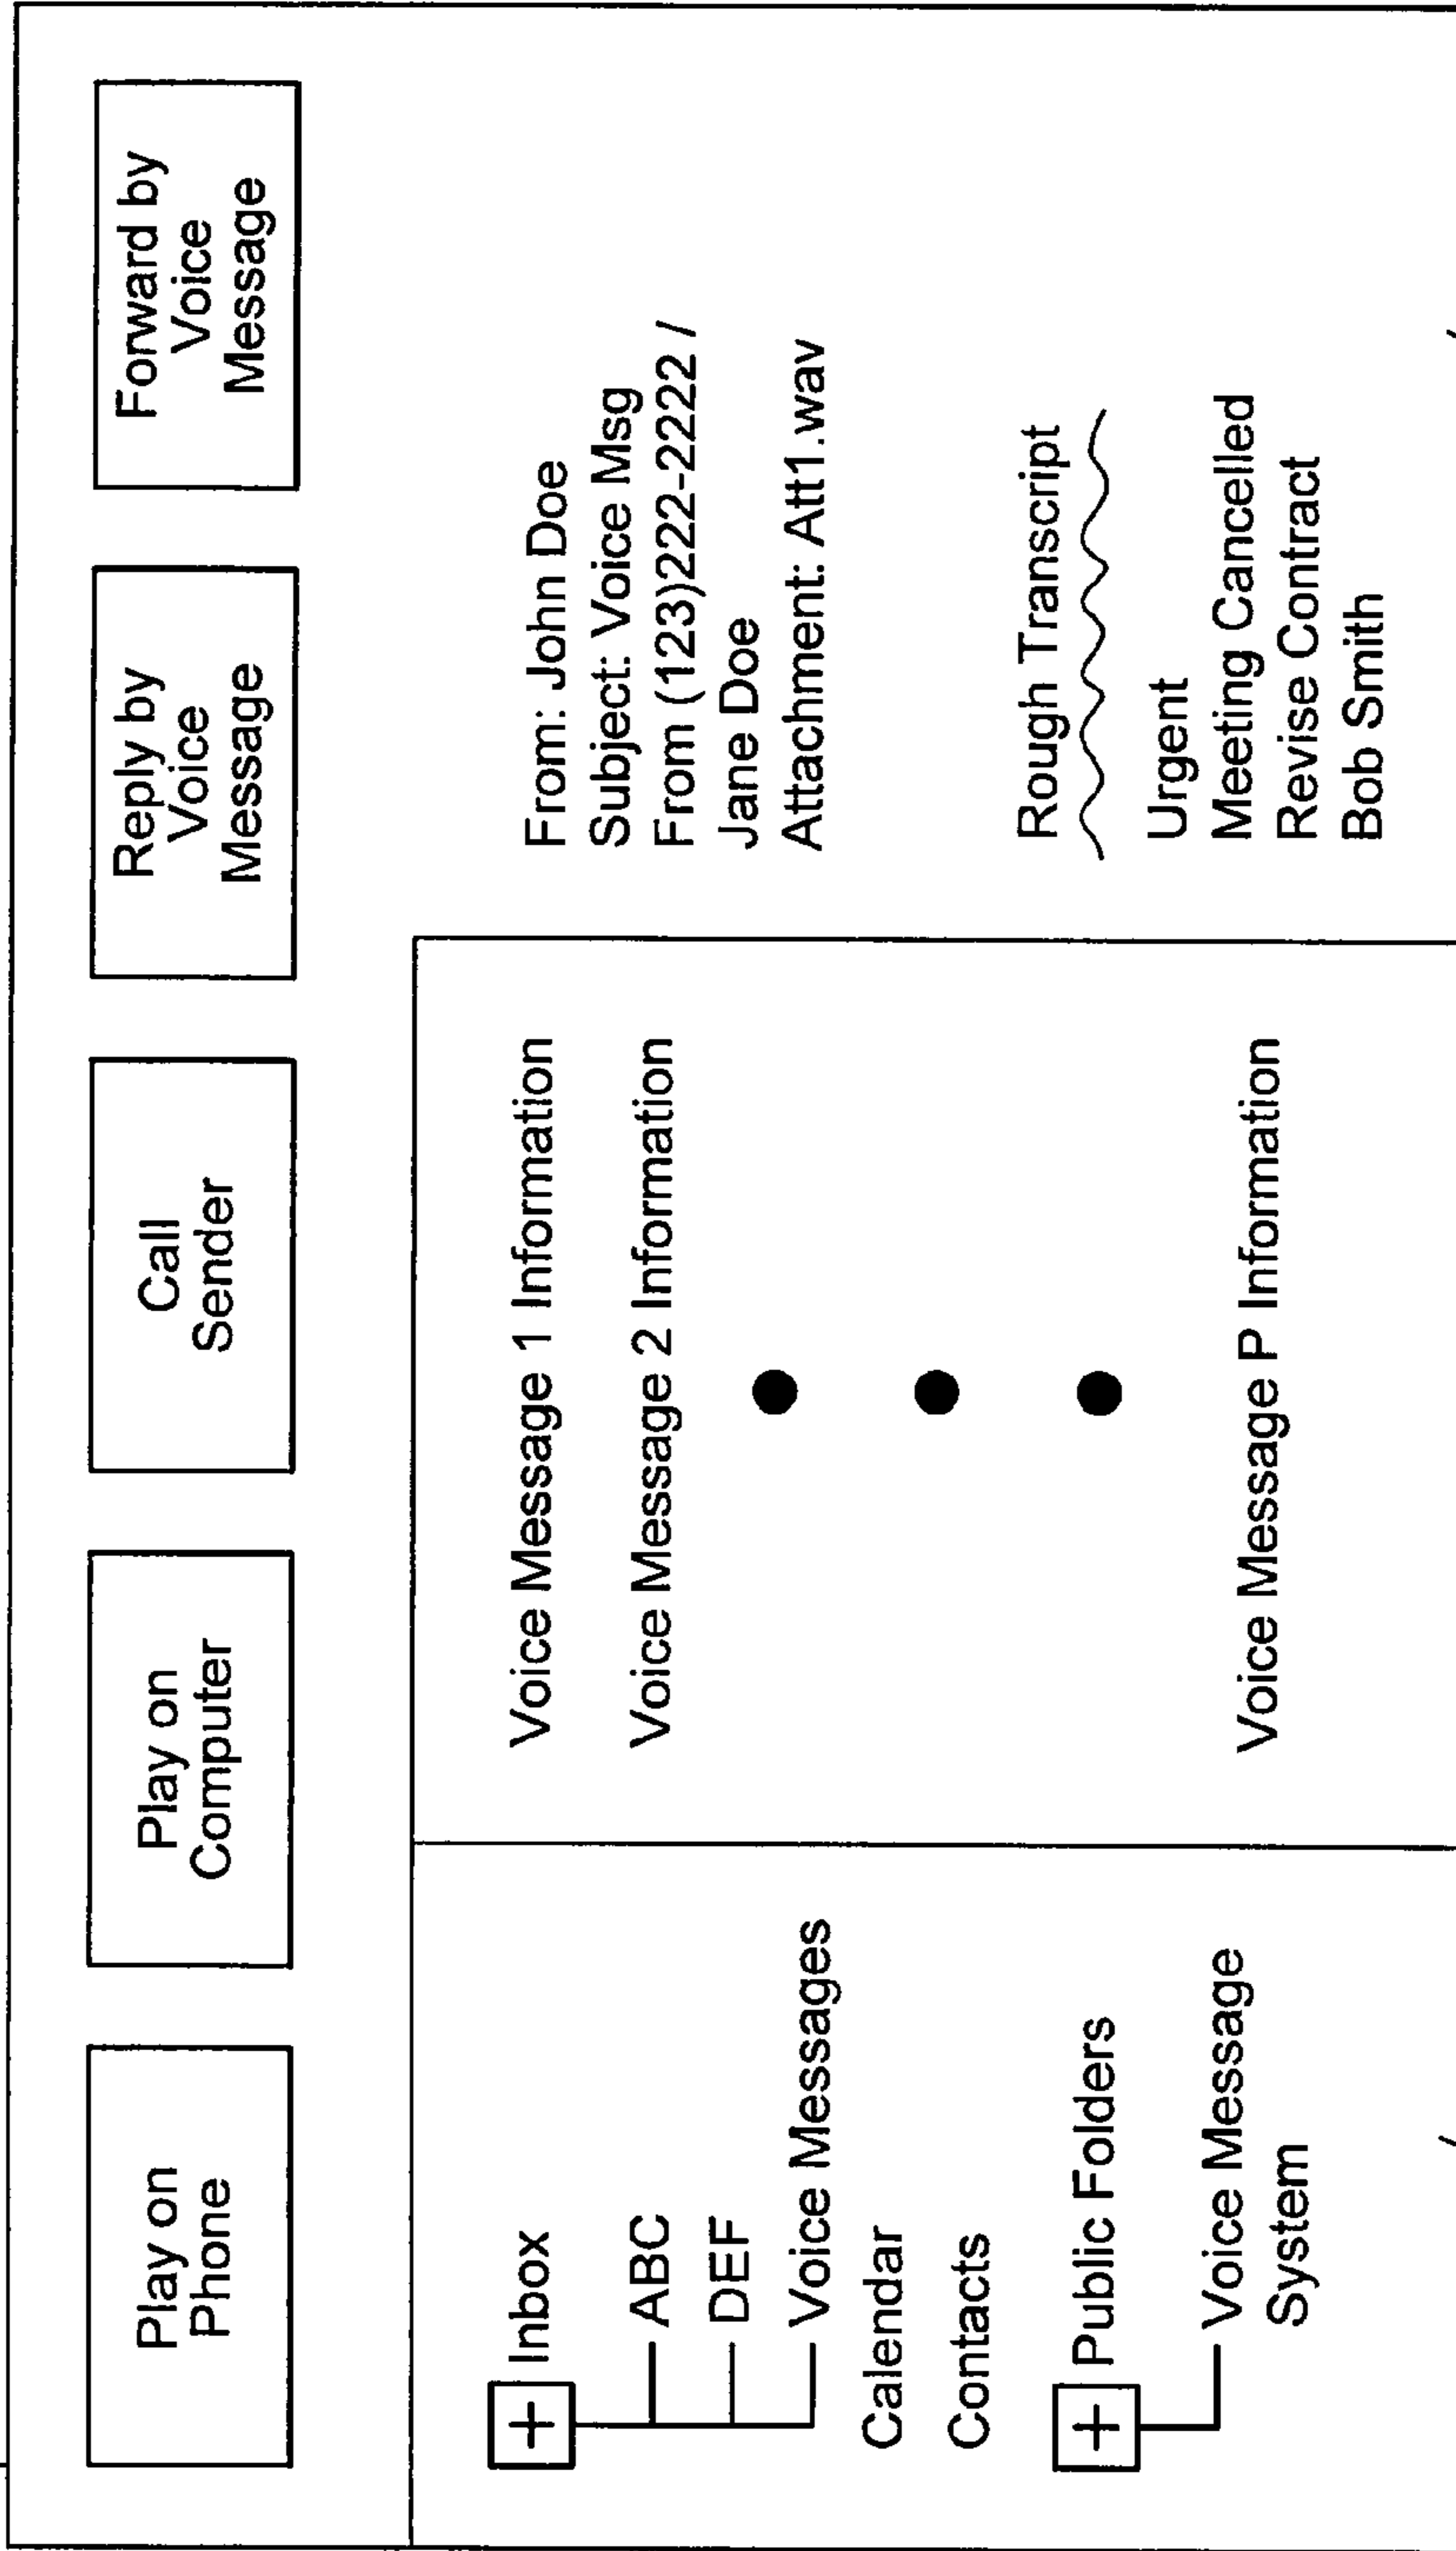 Play on
Phone
Play on
Computer
Call
Sender
Reply by
Voice
Message
Forward by
Voice
Message
+ Inbox
ABC
DEF
Voice Messages
Calendar
Contacts
+ Public Folders
Voice Message
System
Voice Message 1 Information
Voice Message 2 Information
Voice Message P Information
From: John Doe
Subject: Voice Msg
From (123)222-2222 /
Jane Doe
Attachment: Att1.wav
Rough Transcript
Urgent
Meeting Cancelled
Revise Contract
Bob Smith